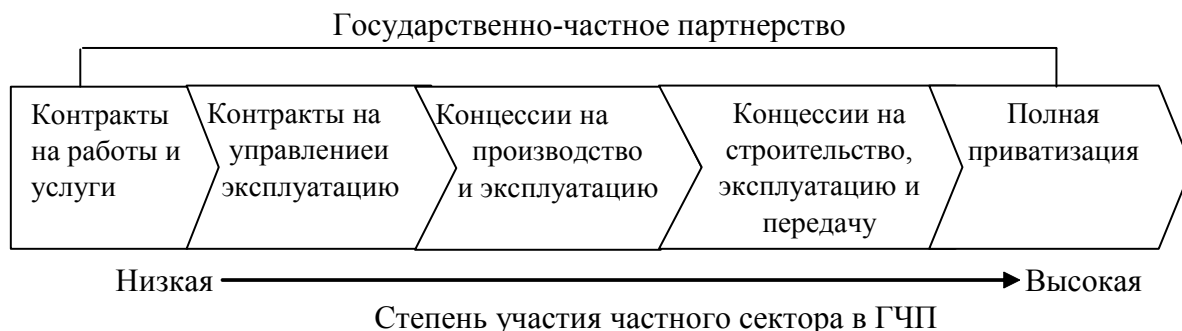 Государственно-частное партнерство
Контракты
на работы и
услуги
Контракты на
управлениеи
эксплуатацию
Концессии на
производство
и эксплуатацию
Концессии на
строительство,
эксплуатацию и
передачу
Полная
приватизация
Низкая
Высокая
Степень участия частного сектора в ГЧП